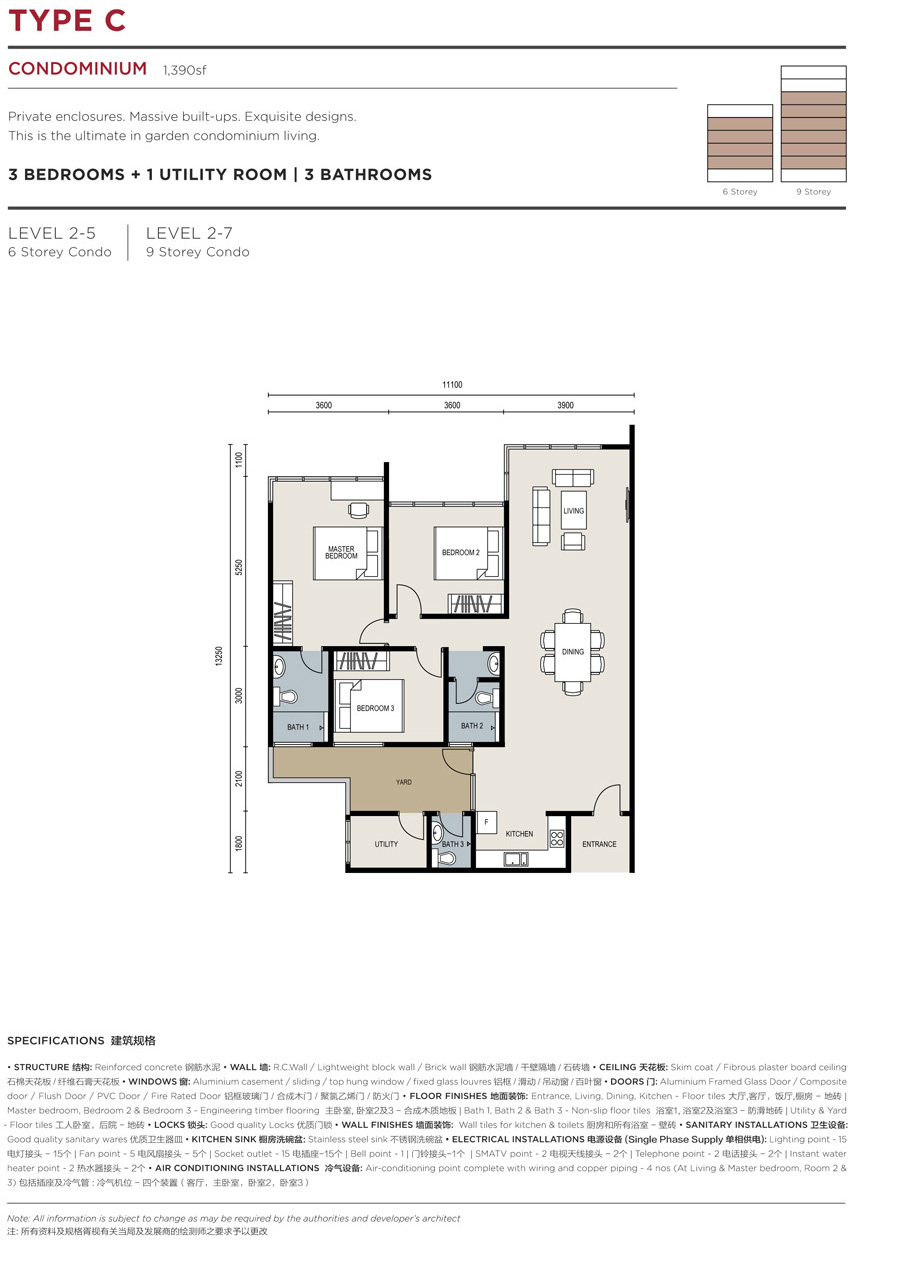 TYPE C
CONDOMINIUM 1,390sf
Private enclosures. Massive built-ups. Exquisite designs.
This is the ultimate in garden condominium living.
3 BEDROOMS + 1 UTILITY ROOM | 3 BATHROOMS
6 Storey
9 Storey
LEVEL 2-5
6 Storey Condo
LEVEL 2-7
9 Storey Condo
11100
3600
3600
3900
1100
5250
13250
3000
2100
1800
LIVING
MASTER
BEDROOM
BEDROOM 2
DINING
BEDROOM 3
BATH 1
BATH 2
YARD
F
KITCHEN
UTILITY
BATH 3
ENTRANCE
SPECIFICATIONS 建筑规格
• STRUCTURE 结构: Reinforced concrete 钢筋水泥 • WALL 墙: R.C.Wall / Lightweight block wall / Brick wall 钢筋水泥墙 / 干壁隔墙 / 石砖墙 • CEILING 天花板: Skim coat / Fibrous plaster board ceiling
石棉天花板 / 纤维石膏天花板 • WINDOWS 窗: Aluminium casement / sliding / top hung window / fixed glass louvres 铝框 / 滑动 / 吊动窗 / 百叶窗 • DOORS 门: Aluminium Framed Glass Door / Composite
door / Flush Door / PVC Door / Fire Rated Door 铝框玻璃门 / 合成木门 / 聚氯乙烯门 / 防火门 • FLOOR FINISHES 地面装饰: Entrance, Living, Dining, Kitchen - Floor tiles 大厅,客厅, 饭厅,橱房 – 地砖 |
Master bedroom, Bedroom 2 & Bedroom 3 - Engineering timber flooring 主卧室, 卧室2及3 – 合成木质地板 | Bath 1, Bath 2 & Bath 3 - Non-slip floor tiles 浴室1, 浴室2及浴室3 – 防滑地砖 | Utility & Yard
- Floor tiles 工人卧室, 后院 – 地砖 • LOCKS 锁头: Good quality Locks 优质门锁 • WALL FINISHES 墙面装饰: Wall tiles for kitchen & toilets 厨房和所有浴室 – 壁砖 • SANITARY INSTALLATIONS 卫生设备:
Good quality sanitary wares 优质卫生器皿 • KITCHEN SINK 橱房洗碗盆: Stainless steel sink 不锈钢洗碗盆 • ELECTRICAL INSTALLATIONS 电源设备 (Single Phase Supply 单相供电): Lighting point - 15
电灯接头 – 15个 | Fan point - 5 电风扇接头 – 5个 | Socket outlet - 15 电插座–15个 | Bell point - 1 | 门铃接头–1个 | SMATV point - 2 电视天线接头 – 2个 | Telephone point - 2 电话接头 – 2个 | Instant water
heater point - 2 热水器接头 – 2个 • AIR CONDITIONING INSTALLATIONS 冷气设备: Air-conditioning point complete with wiring and copper piping - 4 nos (At Living & Master bedroom, Room 2 &
3) 包括插座及冷气管 : 冷气机位 – 四个装置 ( 客厅, 主卧室, 卧室2, 卧室3 )
Note: All information is subject to change as may be required by the authorities and developer's architect
注: 所有资料及规格胥视有关当局及发展商的绘测师之要求予以更改